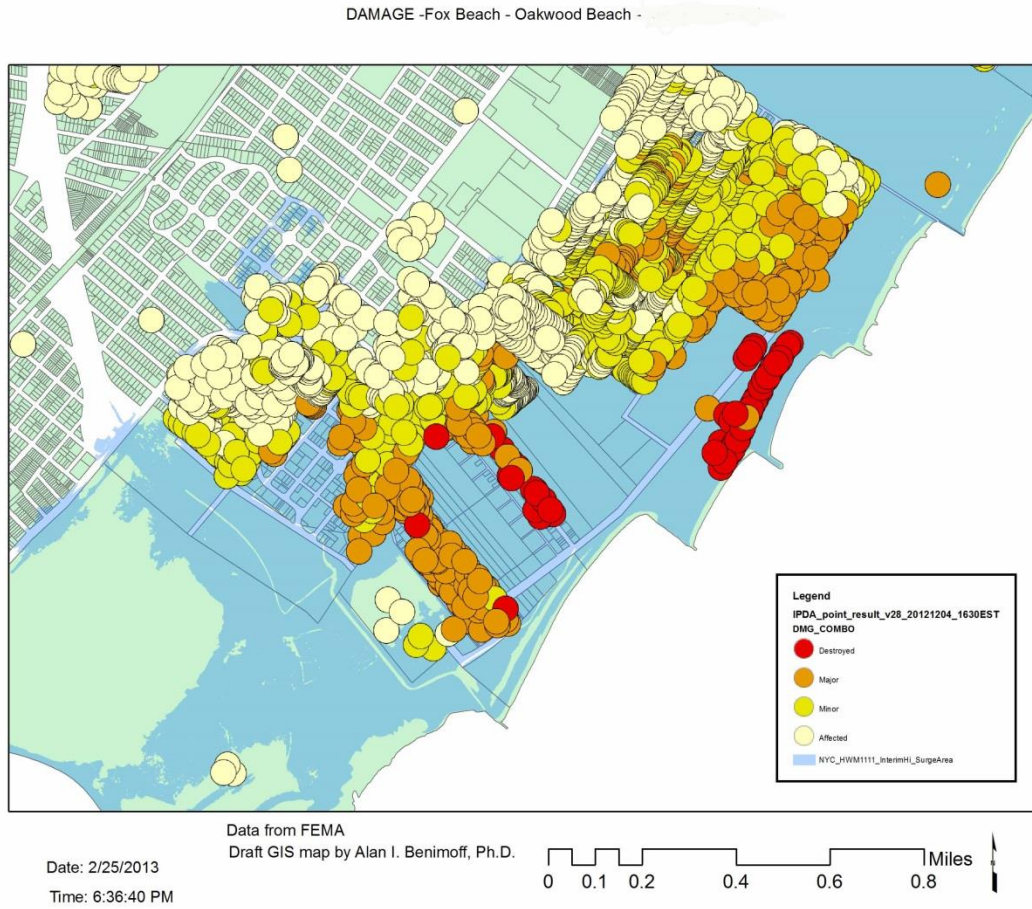 DAMAGE -Fox Beach - Oakwood Beach -
Legend
IPDA_point_result_v28_20121204_1630EST
DMG_COMBO
Destroyed
Major
Minor
Affected
NYC_HWM1111_InterimHi_SurgeArea
Data from FEMA
Draft GIS map by Alan I. Benimoff, Ph.D.
Date: 2/25/2013
Time: 6:36:40 PM
Miles
0 0.1 0.2 0.4 0.6 0.8